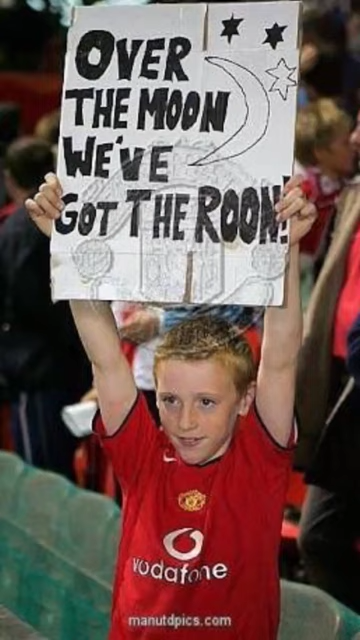 OVER
THE MOON
WE'VE
GOT THE ROON!
vodafone
manutdpics.com